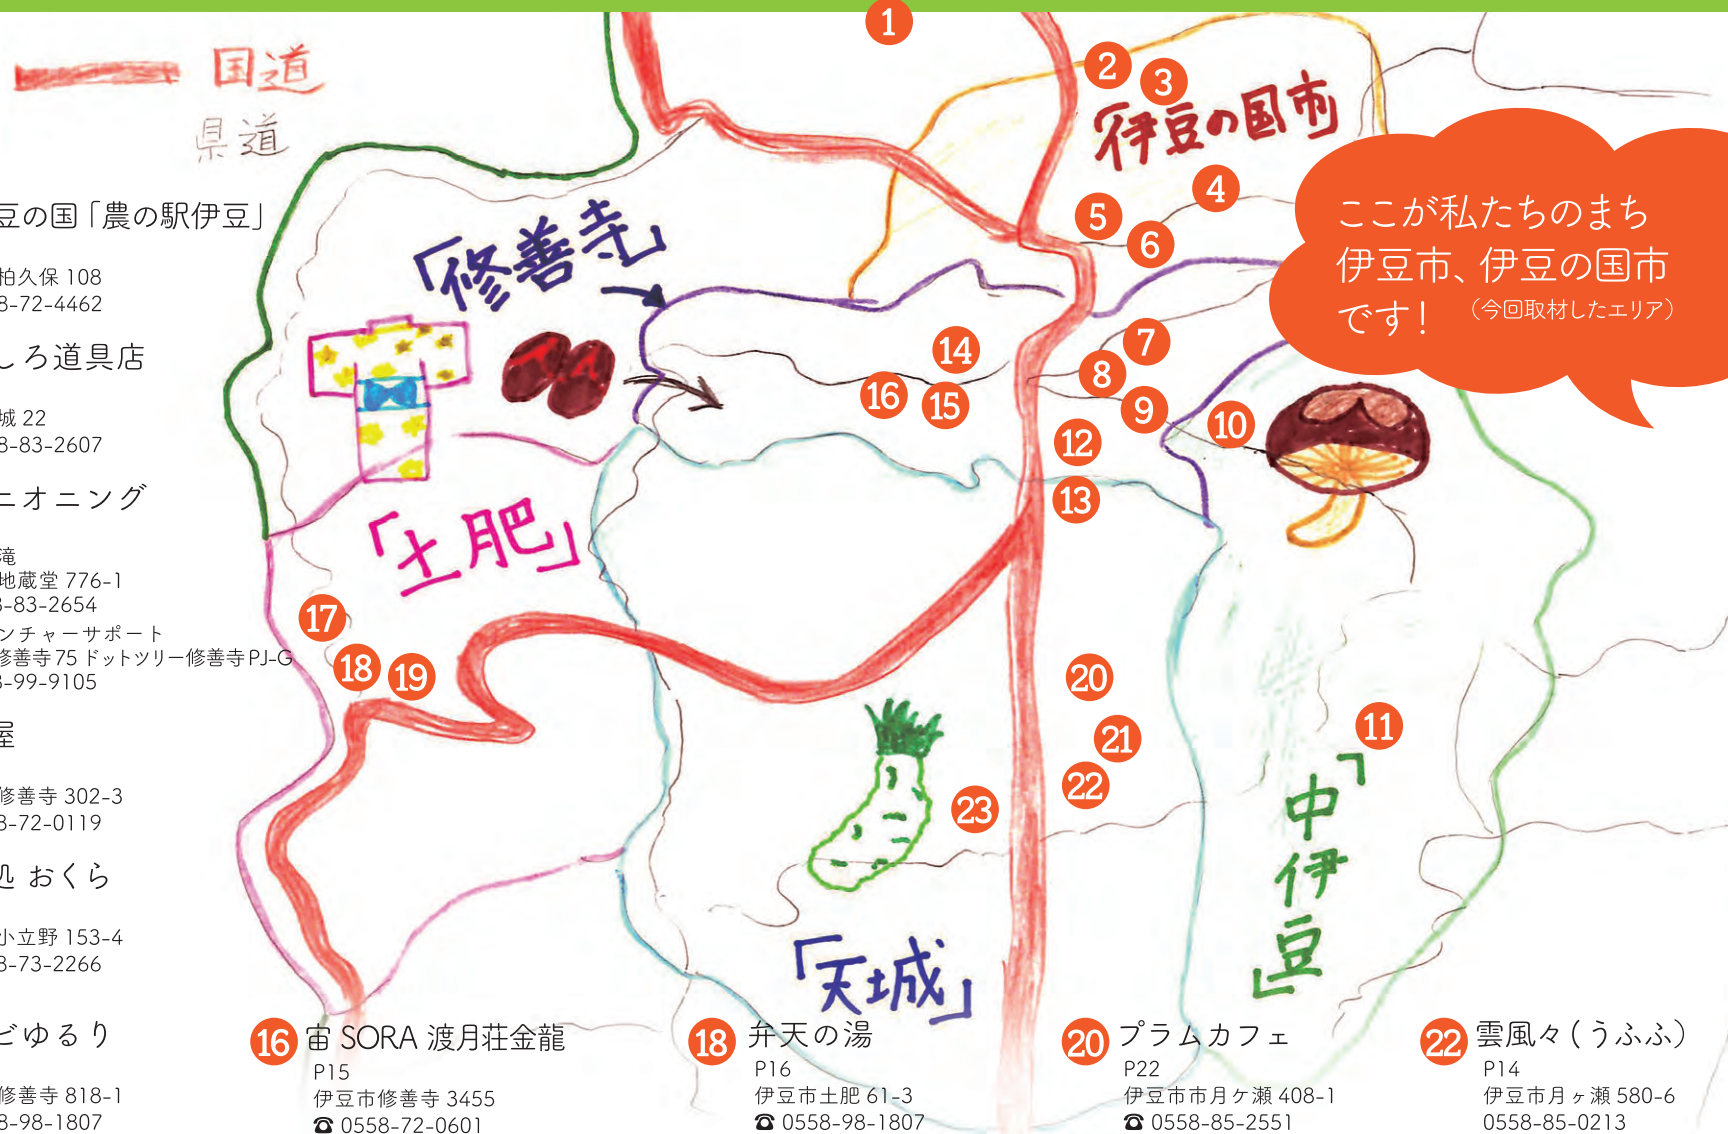 国道
県道
1
2
3
「伊豆の国市」
4
5
6
ここが私たちのまち
伊豆市、伊豆の国市
です！（今回取材したエリア）
「修善寺」
7
8
9
10
14
16
15
12
13
「土肥」
17
18
19
20
21
22
23
11
「中伊豆」
「天城」
豆の国「農の駅伊豆」
柏久保 108
8-72-4462
しろ道具店
城 22
8-83-2607
ニオニング
滝
地蔵堂 776-1
8-83-2654
ンチャーサポート
修善寺 75 ドットツリー修善寺 PJ-G
8-99-9105
屋
修善寺 302-3
8-72-0119
処 おくら
小立野 153-4
8-73-2266
どゆるり
修善寺 818-1
8-98-1807
16 宙 SORA 渡月荘金龍
P15
伊豆市修善寺 3455
☎ 0558-72-0601
18 弁天の湯
P16
伊豆市土肥 61-3
☎ 0558-98-1807
20 プラムカフェ
P22
伊豆市市月ケ瀬 408-1
☎ 0558-85-2551
22 雲風々（うふふ）
P14
伊豆市月ヶ瀬 580-6
0558-85-0213